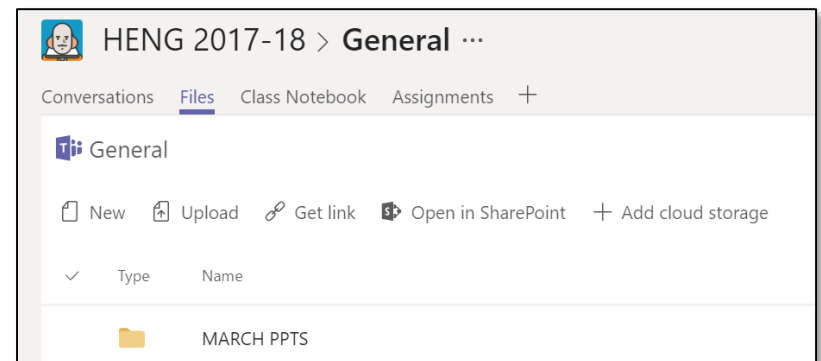 HENG 2017-18 > General ···
Conversations Files Class Notebook Assignments +
General
New Upload Get link Open in SharePoint + Add cloud storage
Type Name
MARCH PPTS